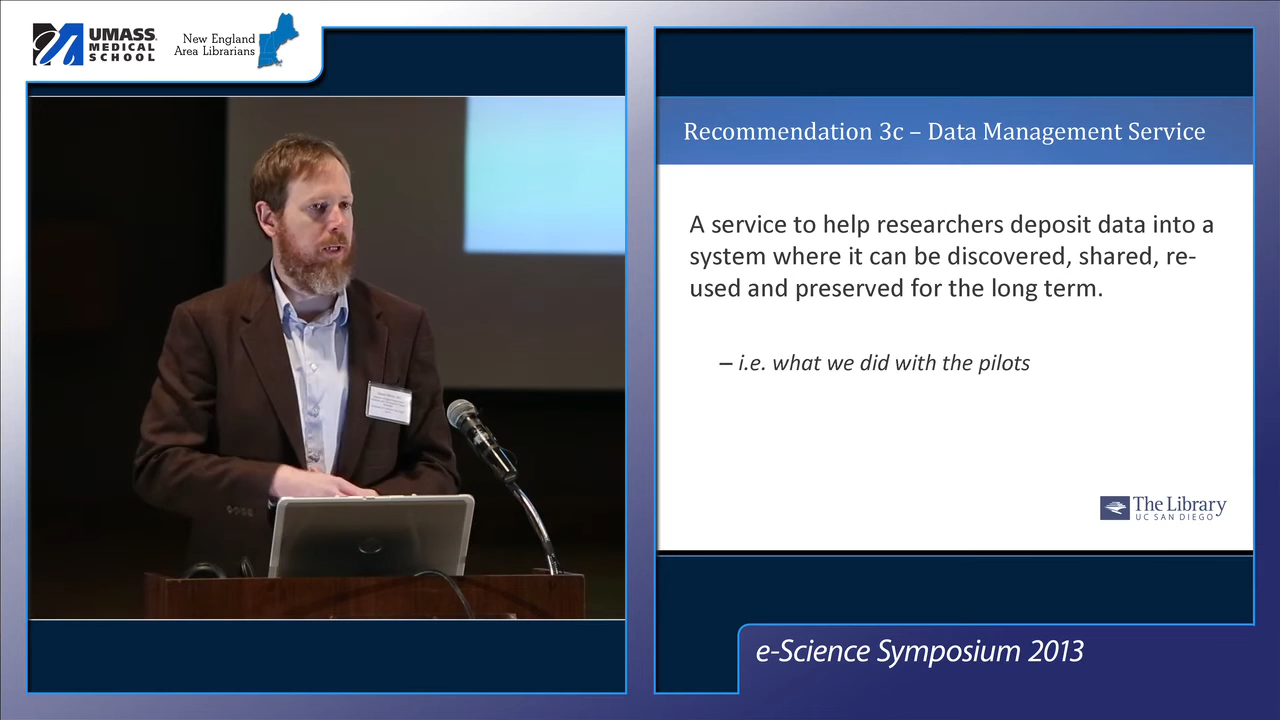 UMASS
MEDICAL
SCHOOL
New England
Area Librarians
Recommendation 3c – Data Management Service
A service to help researchers deposit data into a
system where it can be discovered, shared, re-
used and preserved for the long term.
– i.e. what we did with the pilots
The Library
UC SAN DIEGO
e-Science Symposium 2013